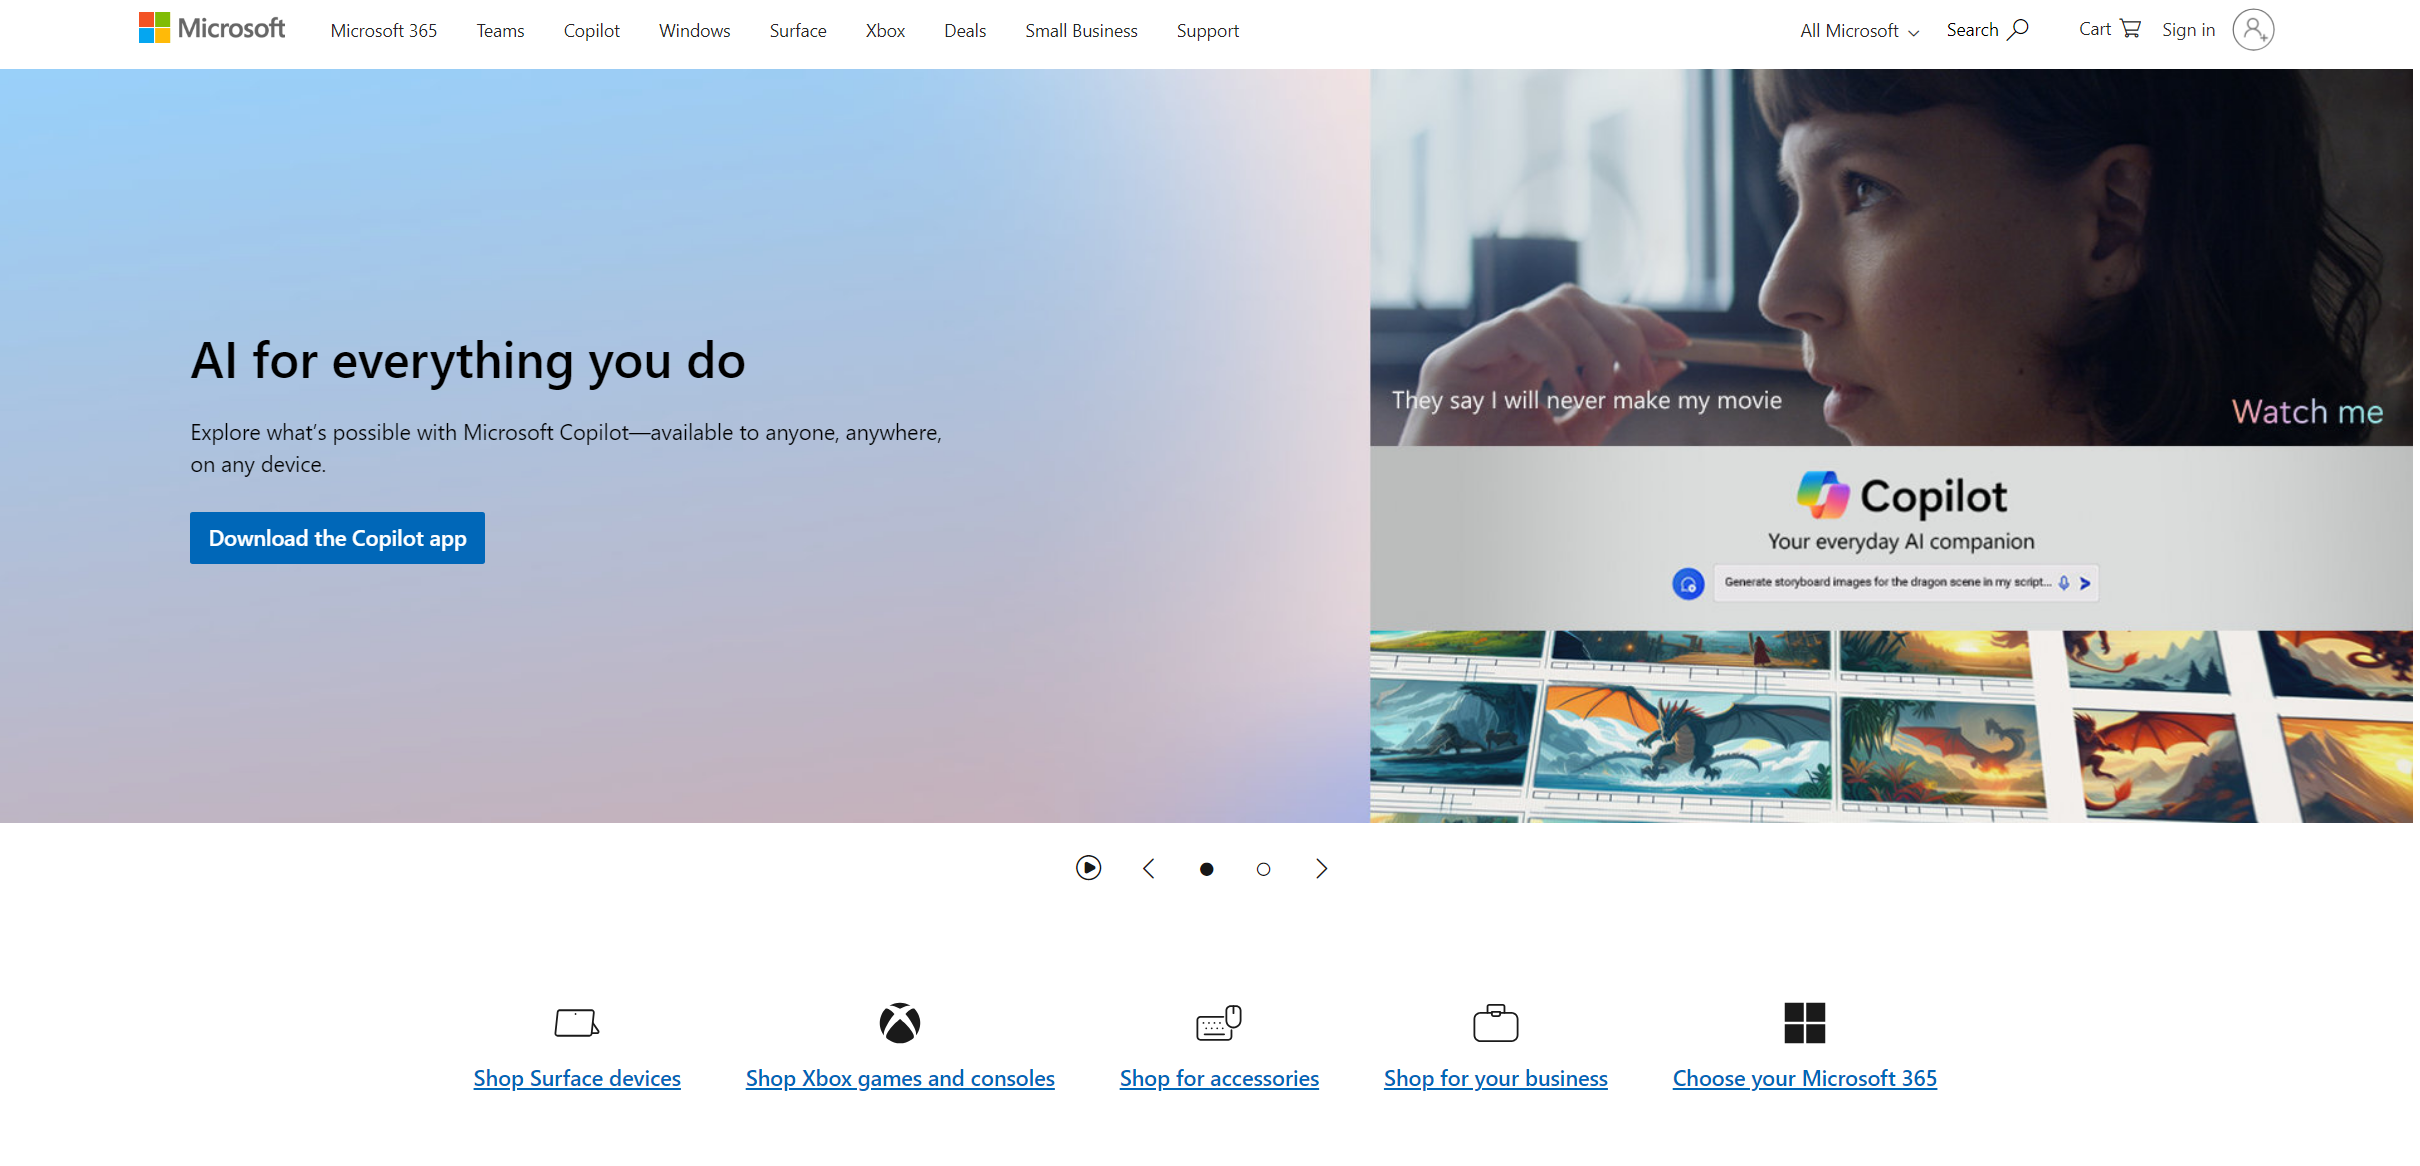 Microsoft
Microsoft 365
Teams
Copilot
Windows
Surface
Xbox
Deals
Small Business
Support
All Microsoft
Search
Cart
Sign in
AI for everything you do
Explore what’s possible with Microsoft Copilot—available to anyone, anywhere,
on any device.
Download the Copilot app
They say I will never make my movie
Watch me
Copilot
Your everyday AI companion
Generate storyboard images for the dragon scene in my script...
Shop Surface devices
Shop Xbox games and consoles
Shop for accessories
Shop for your business
Choose your Microsoft 365